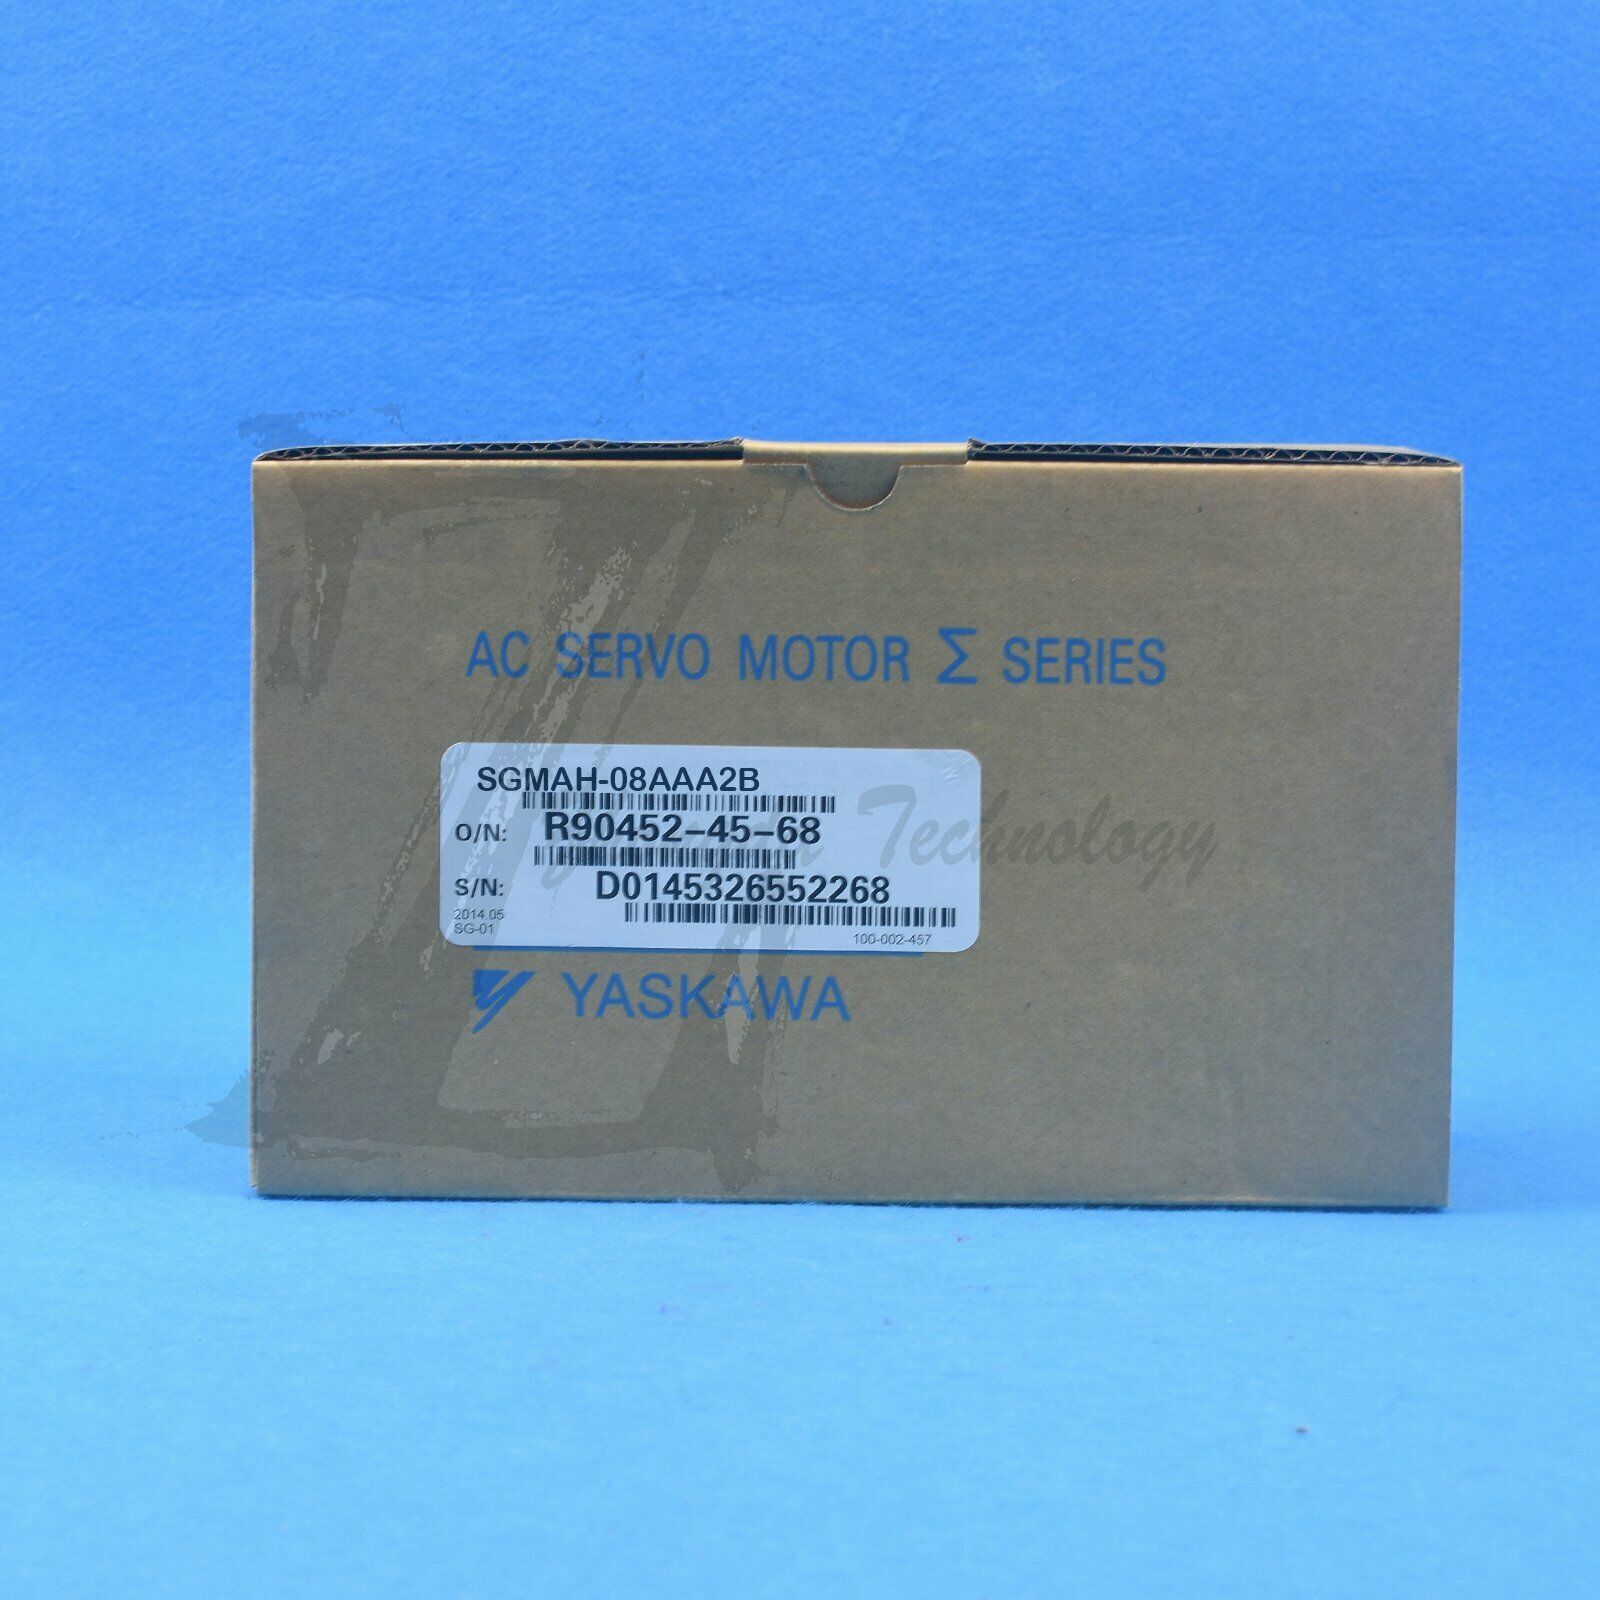 AC SERVO MOTOR Σ SERIES
SGMAH-08AAA2B
O/N: R90452-45-68
S/N: D0145326552268
2014.05
SG-01
100-002-457
YASKAWA
Technology